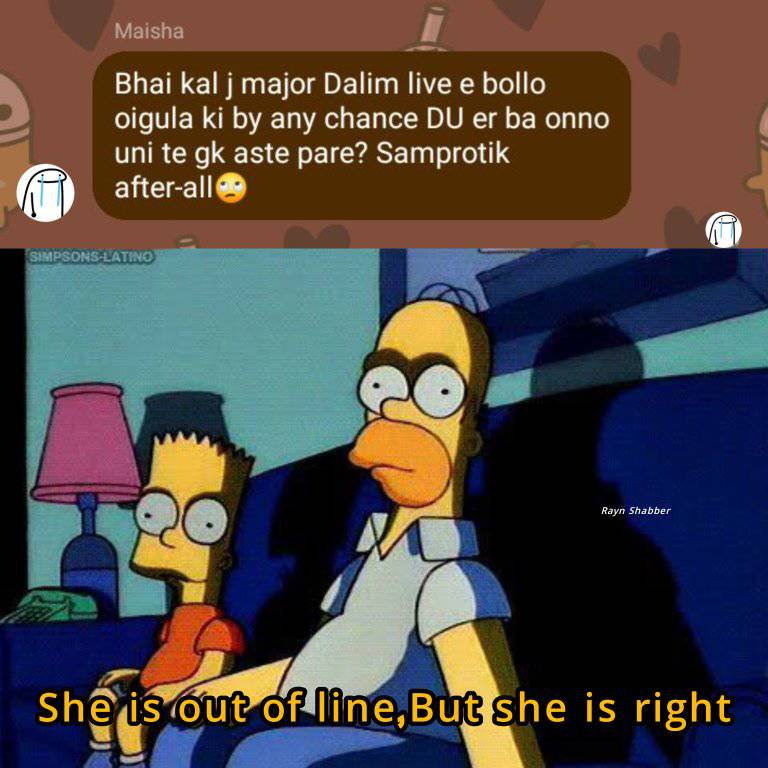 Maisha
Bhai kal j major Dalim live e bollo
oigula ki by any chance DU er ba onno
uni te gk aste pare? Samprotik
after-all🙄
SIMPSONS-LATINO
Rayn Shabber
She is out of line,But she is right